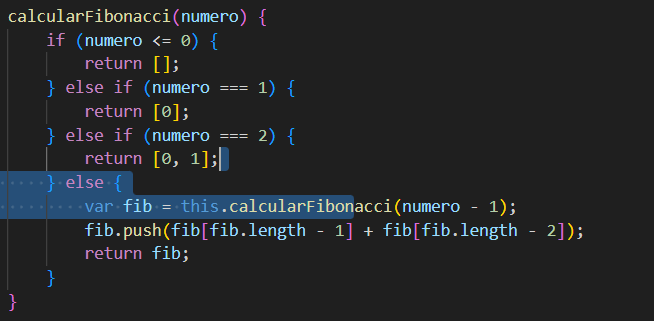 calcularFibonacci(numero) {
    if (numero <= 0) {
        return [];
    } else if (numero === 1) {
        return [0];
    } else if (numero === 2) {
        return [0, 1];
    } else {
        var fib = this.calcularFibonacci(numero - 1);
        fib.push(fib[fib.length - 1] + fib[fib.length - 2]);
        return fib;
    }
}